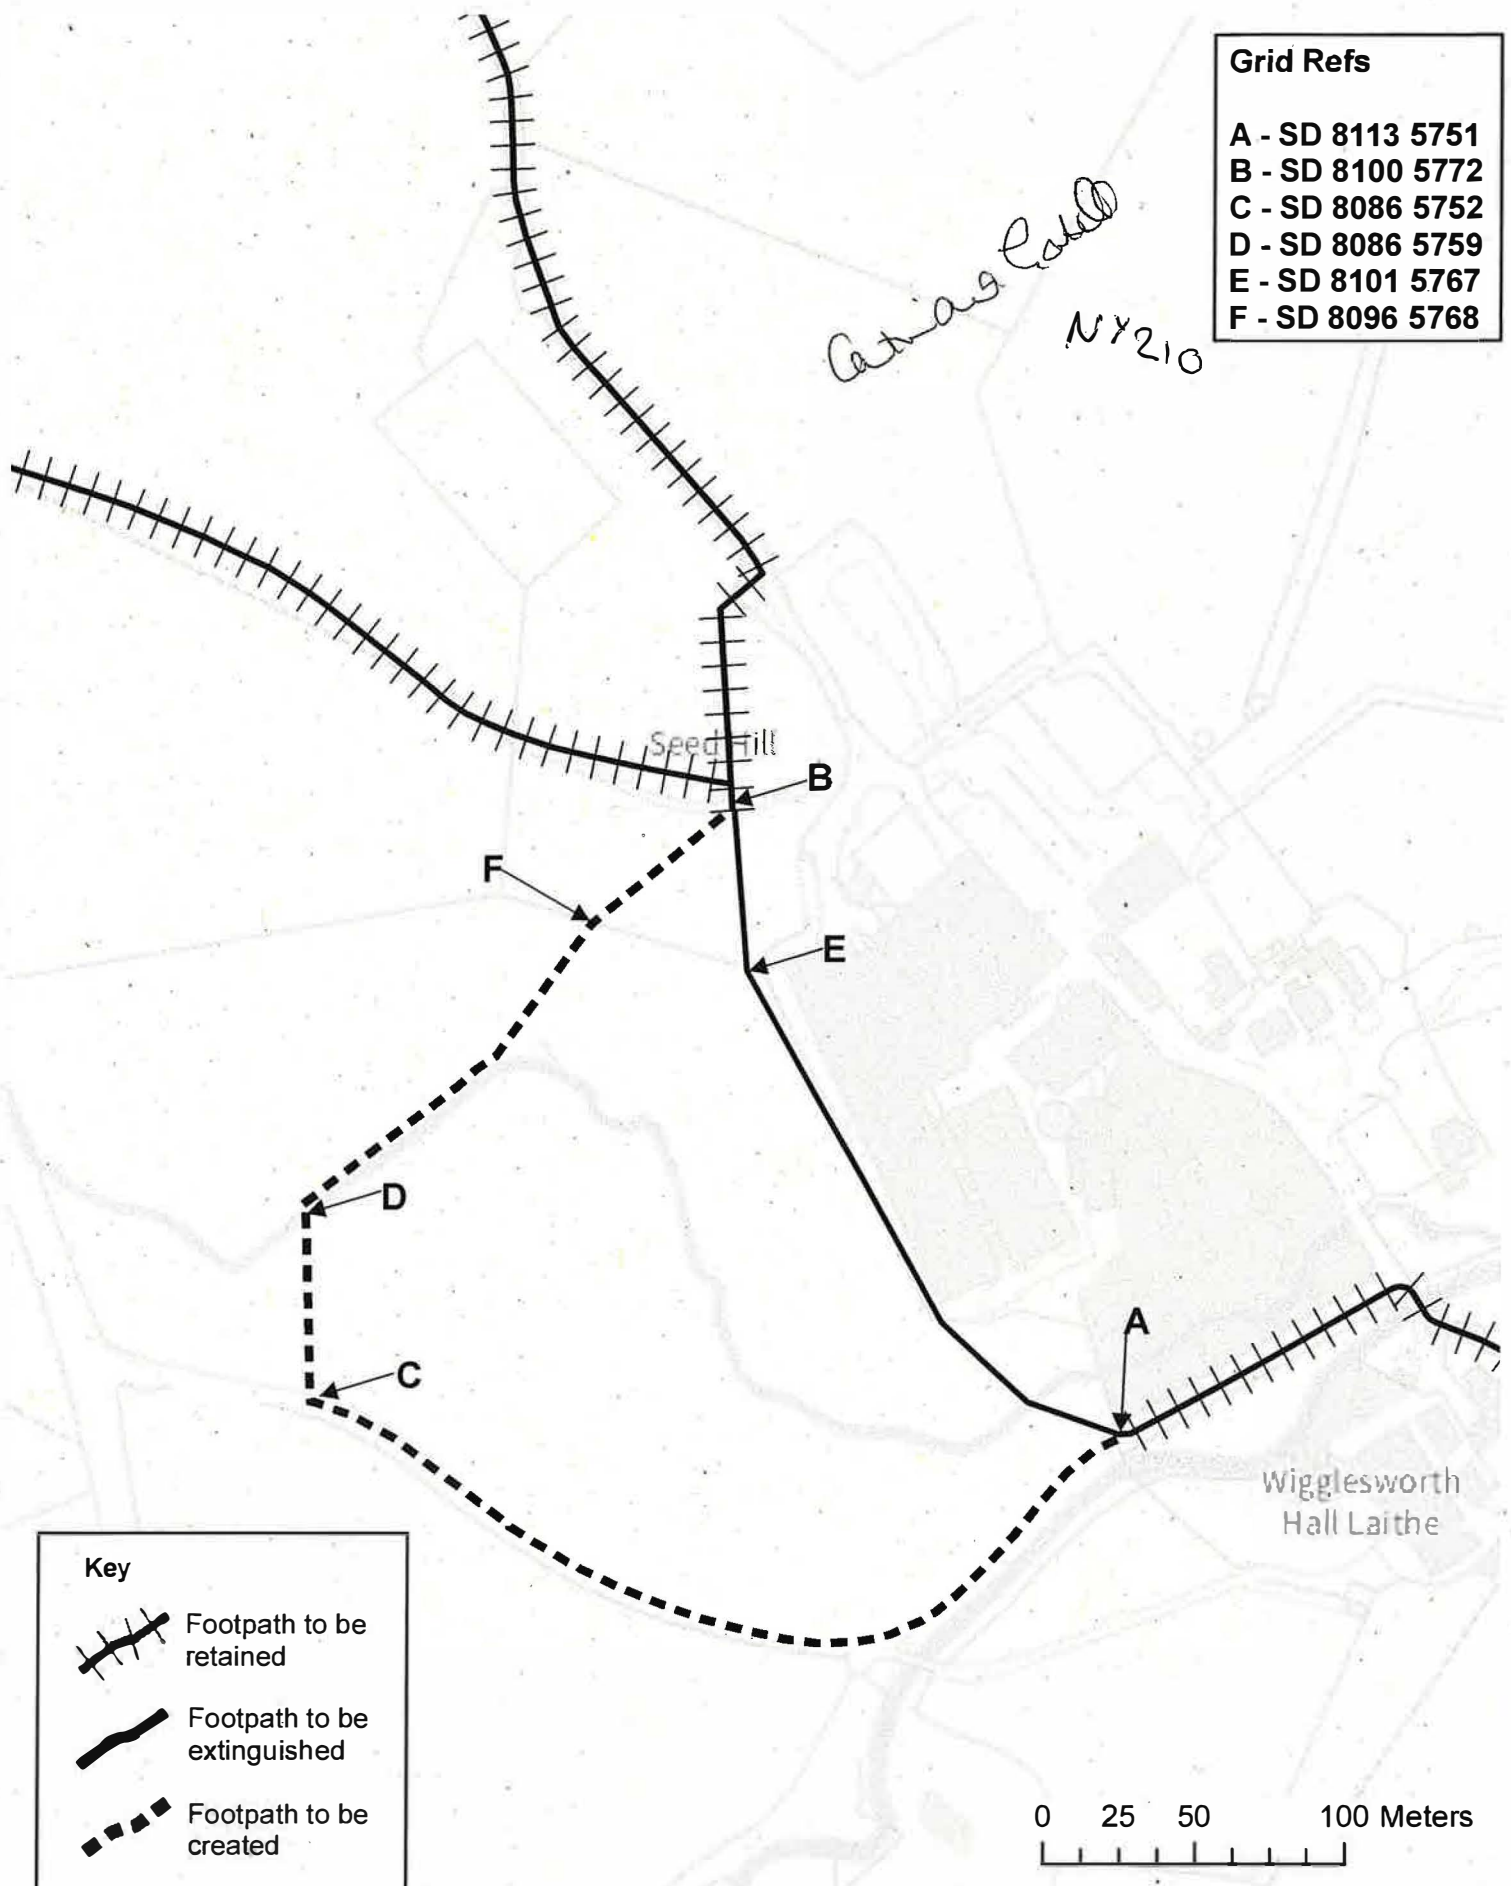 Grid Refs
A - SD 8113 5751
B - SD 8100 5772
C - SD 8086 5752
D - SD 8086 5759
E - SD 8101 5767
F - SD 8096 5768
NY210
Seed Hill
B
F
E
D
A
C
Wigglesworth
Hall Laithe
Key
Footpath to be
retained
Footpath to be
extinguished
Footpath to be
created
0 25 50 100 Meters